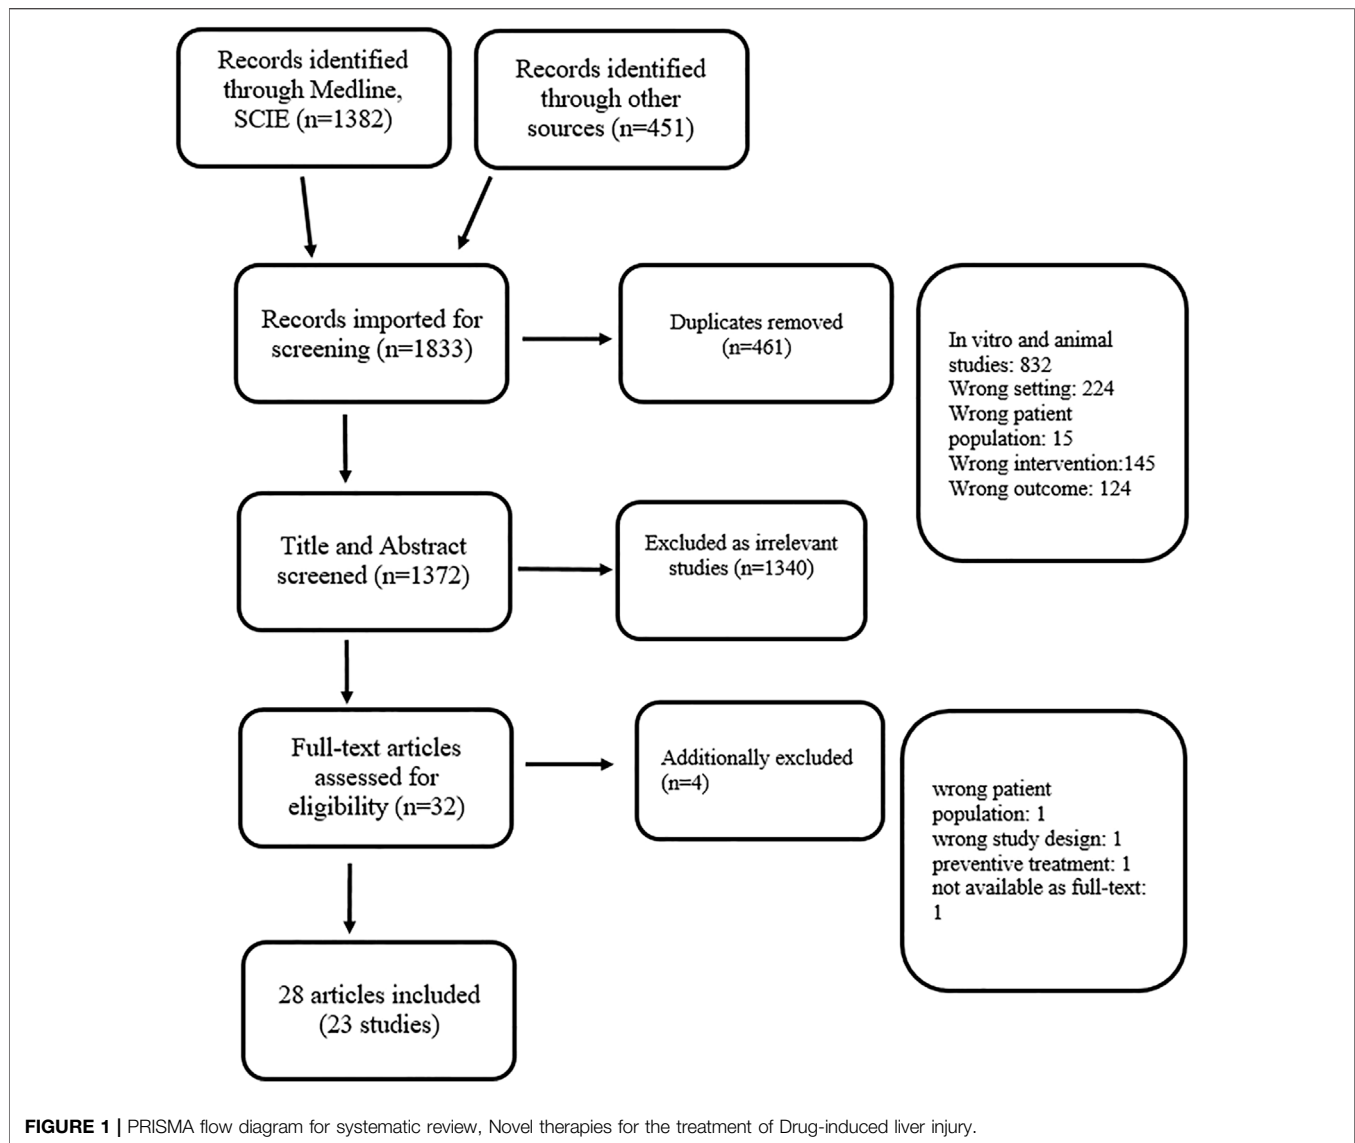 Records identified
through Medline,
SCIE (n=1382)
Records identified
through other
sources (n=451)
Records imported for
screening (n=1833)
Duplicates removed
(n=461)
In vitro and animal
studies: 832
Wrong setting: 224
Wrong patient
population: 15
Wrong intervention:145
Wrong outcome: 124
Title and Abstract
screened (n=1372)
Excluded as irrelevant
studies (n=1340)
Full-text articles
assessed for
eligibility (n=32)
Additionally excluded
(n=4)
wrong patient
population: 1
wrong study design: 1
preventive treatment: 1
not available as full-text:
1
28 articles included
(23 studies)
FIGURE 1 | PRISMA flow diagram for systematic review, Novel therapies for the treatment of Drug-induced liver injury.